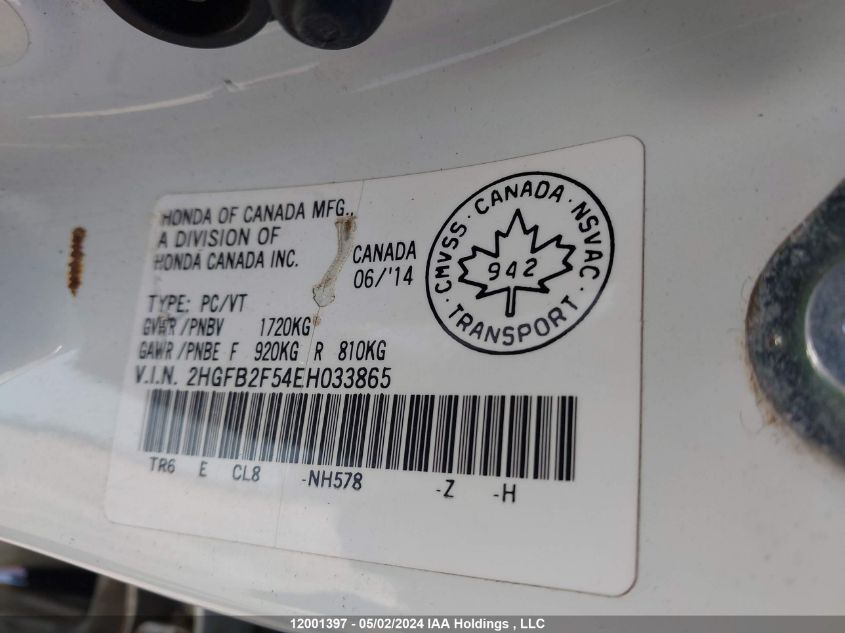 HONDA OF CANADA MFG.,
A DIVISION OF
HONDA CANADA INC.
CANADA
06/'14
CMVSS · CANADA · NSVAC
942
· TRANSPORT ·
TYPE: PC/VT
GVWR/PNBV 1720KG
GAWR/PNBE F 920KG R 810KG
V.I.N. 2HGFB2F54EH033865
TR6 E CL8 -NH578 -Z -H
12001397 - 05/02/2024 IAA Holdings , LLC